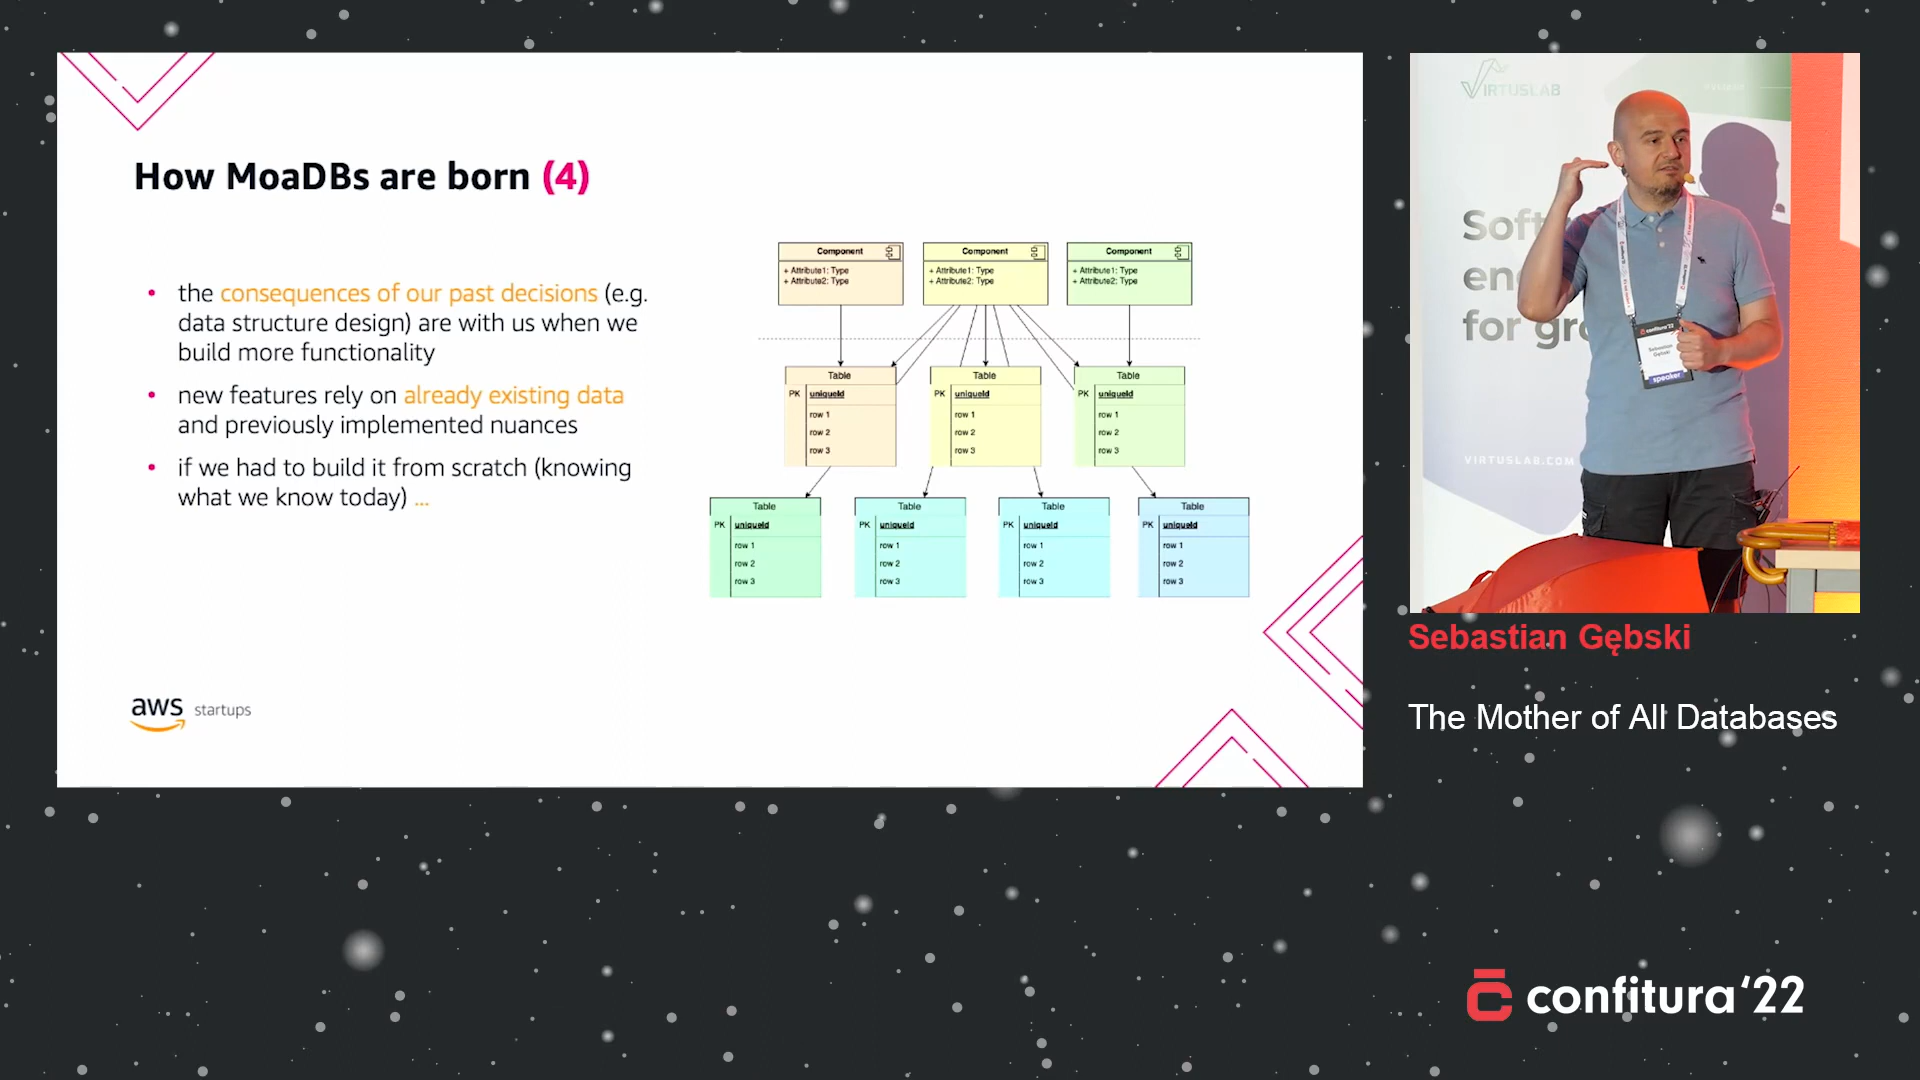 How MoaDBs are born (4)
• the consequences of our past decisions (e.g.
data structure design) are with us when we
build more functionality
• new features rely on already existing data
and previously implemented nuances
• if we had to build it from scratch (knowing
what we know today) ...
Component
+ Attribute1: Type
+ Attribute2: Type
Component
+ Attribute1: Type
+ Attribute2: Type
Component
+ Attribute1: Type
+ Attribute2: Type
Table
PK uniqueId
row 1
row 2
row 3
Table
PK uniqueId
row 1
row 2
row 3
Table
PK uniqueId
row 1
row 2
row 3
Table
PK uniqueId
row 1
row 2
row 3
Table
PK uniqueId
row 1
row 2
row 3
Table
PK uniqueId
row 1
row 2
row 3
Table
PK uniqueId
row 1
row 2
row 3
aws startups
VIRTUSLAB
for
VIRTUSLAB.COM
confitura'22
Sebastian
Gębski
speaker
Sebastian Gębski
The Mother of All Databases
confitura '22